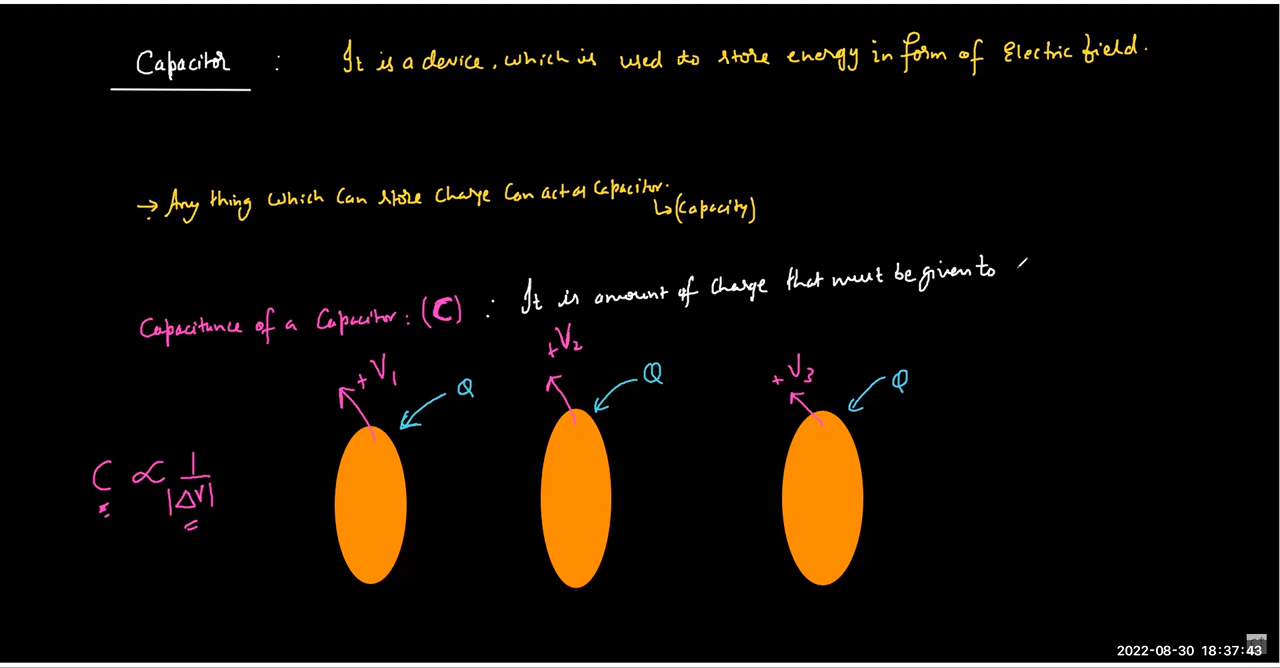 Capacitor : It is a device, which is used to store energy in form of Electric field.
→ Any thing which can store charge can act as capacitor.
↳ (capacity)
Capacitance of a Capacitor : (C) : It is amount of charge that must be given to
+V₁ Q
+V₂ Q
+V₃ Q
C ∝ 1/|ΔV|
2022-08-30 18:37:43